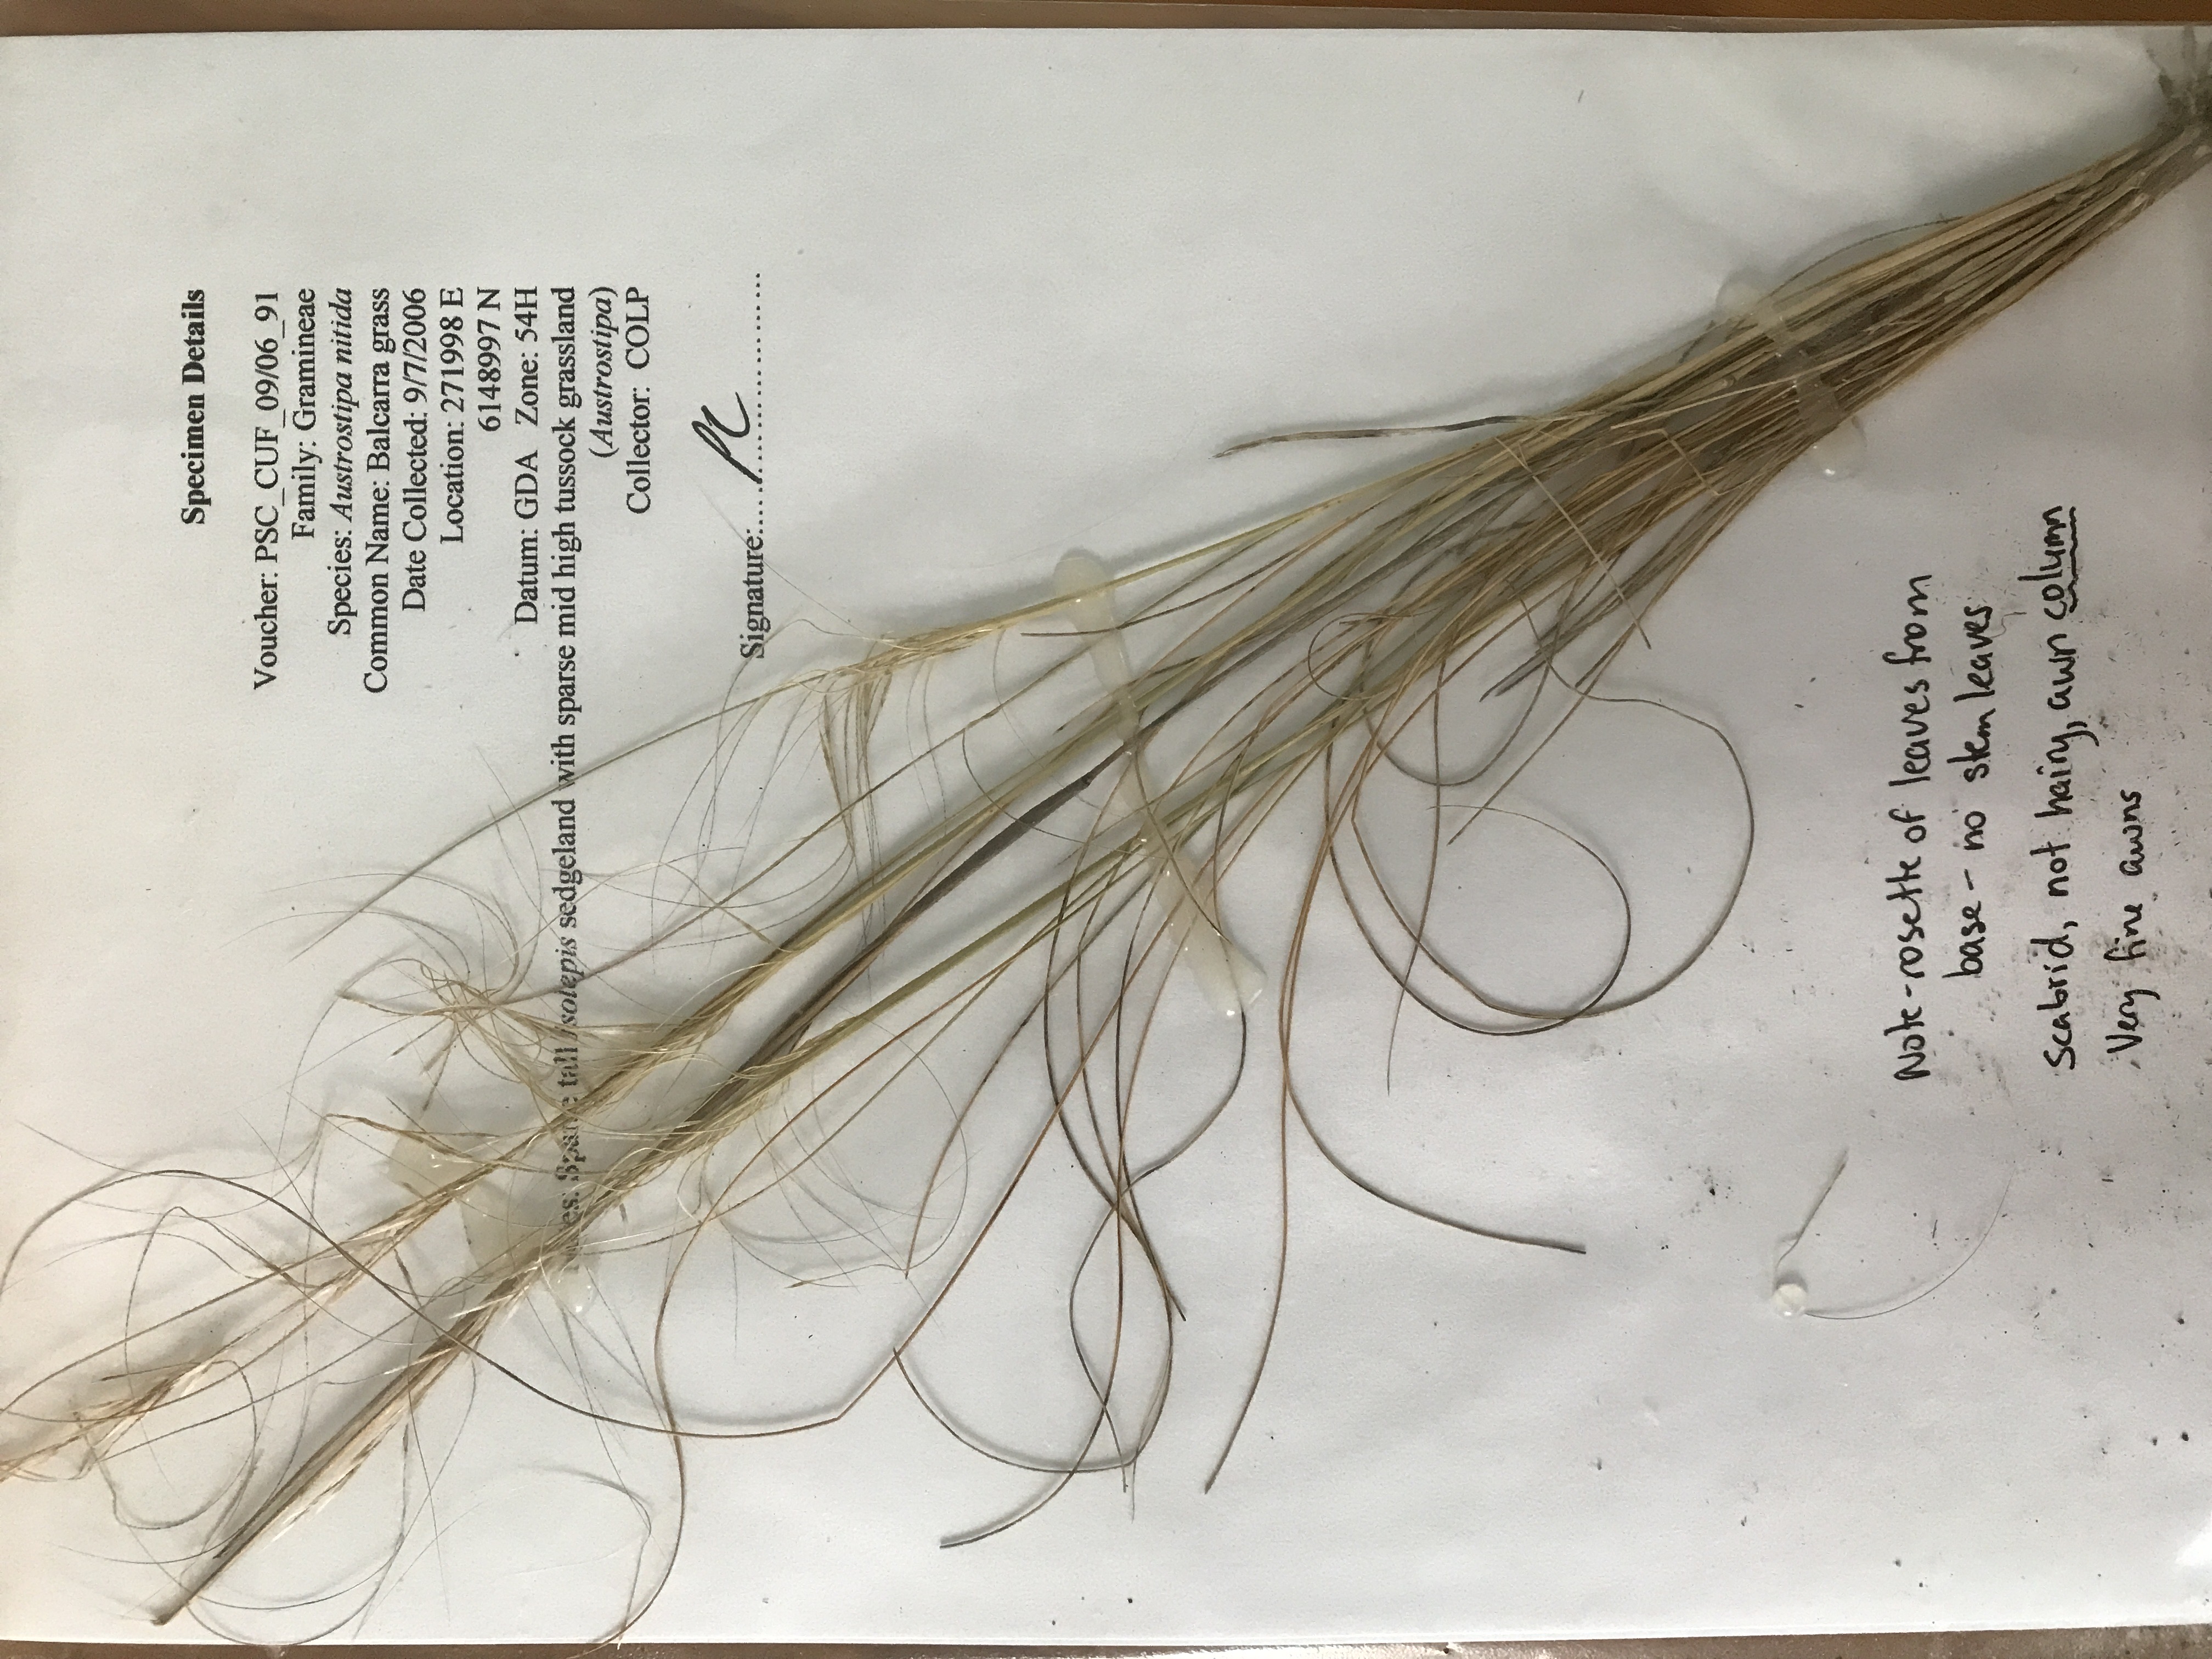 Specimen Details
Voucher: PSC_CUF_09/06_91
Family: Gramineae
Species: Austrostipa nitida
Common Name: Balcarra grass
Date Collected: 9/7/2006
Location: 271998 E
6148997 N
Datum: GDA Zone: 54H
Notes: Sparse tall Isolepis sedgeland with sparse mid high tussock grassland
(Austrostipa)
Collector: COLP
Signature:.... PC ....................
Note-rosette of leaves from
base - no stem leaves
Scabrid, not hairy, awn column
Very fine awns